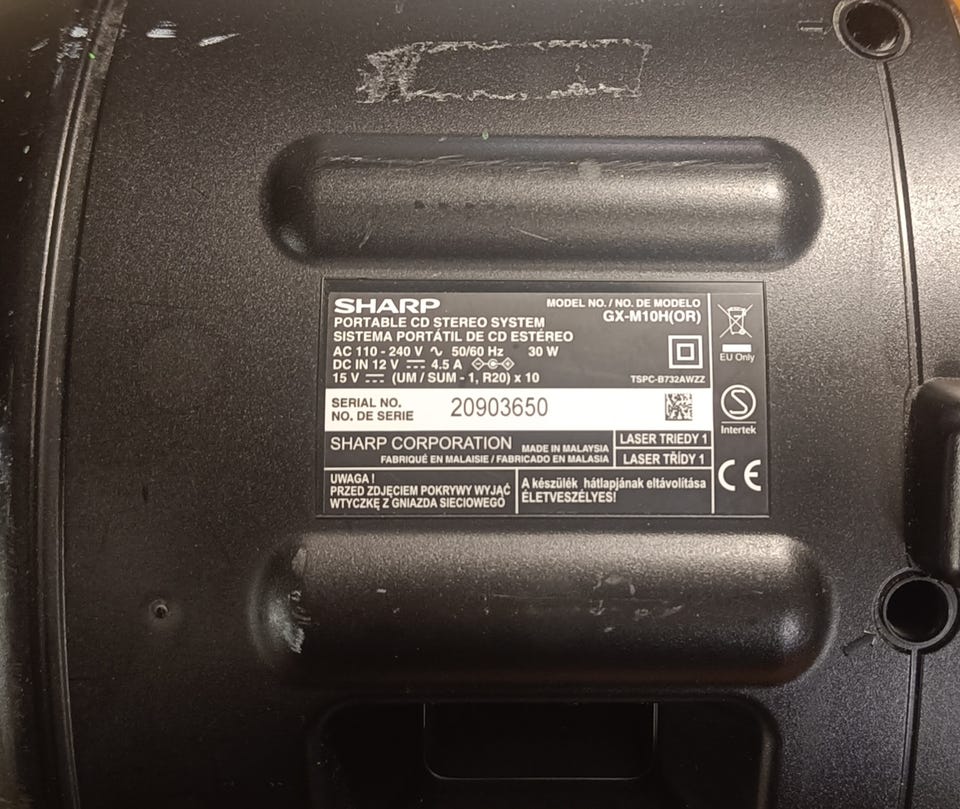 SHARP
MODEL NO. / NO. DE MODELO
GX-M10H(OR)
PORTABLE CD STEREO SYSTEM
SISTEMA PORTÁTIL DE CD ESTÉREO
AC 110 - 240 V ∿ 50/60 Hz 30 W
DC IN 12 V ⎓ 4.5 A
15 V ⎓ (UM / SUM - 1, R20) x 10
TSPC-B732AWZZ
EU Only
SERIAL NO. 20903650
NO. DE SERIE
Intertek
SHARP CORPORATION MADE IN MALAYSIA
FABRIQUÉ EN MALAISIE / FABRICADO EN MALASIA
LASER TRIEDY 1
LASER TŘÍDY 1
UWAGA !
PRZED ZDJĘCIEM POKRYWY WYJĄĆ
WTYCZKĘ Z GNIAZDA SIECIOWEGO
A készülék hátlapjának eltávolítása
ÉLETVESZÉLYES!
CE